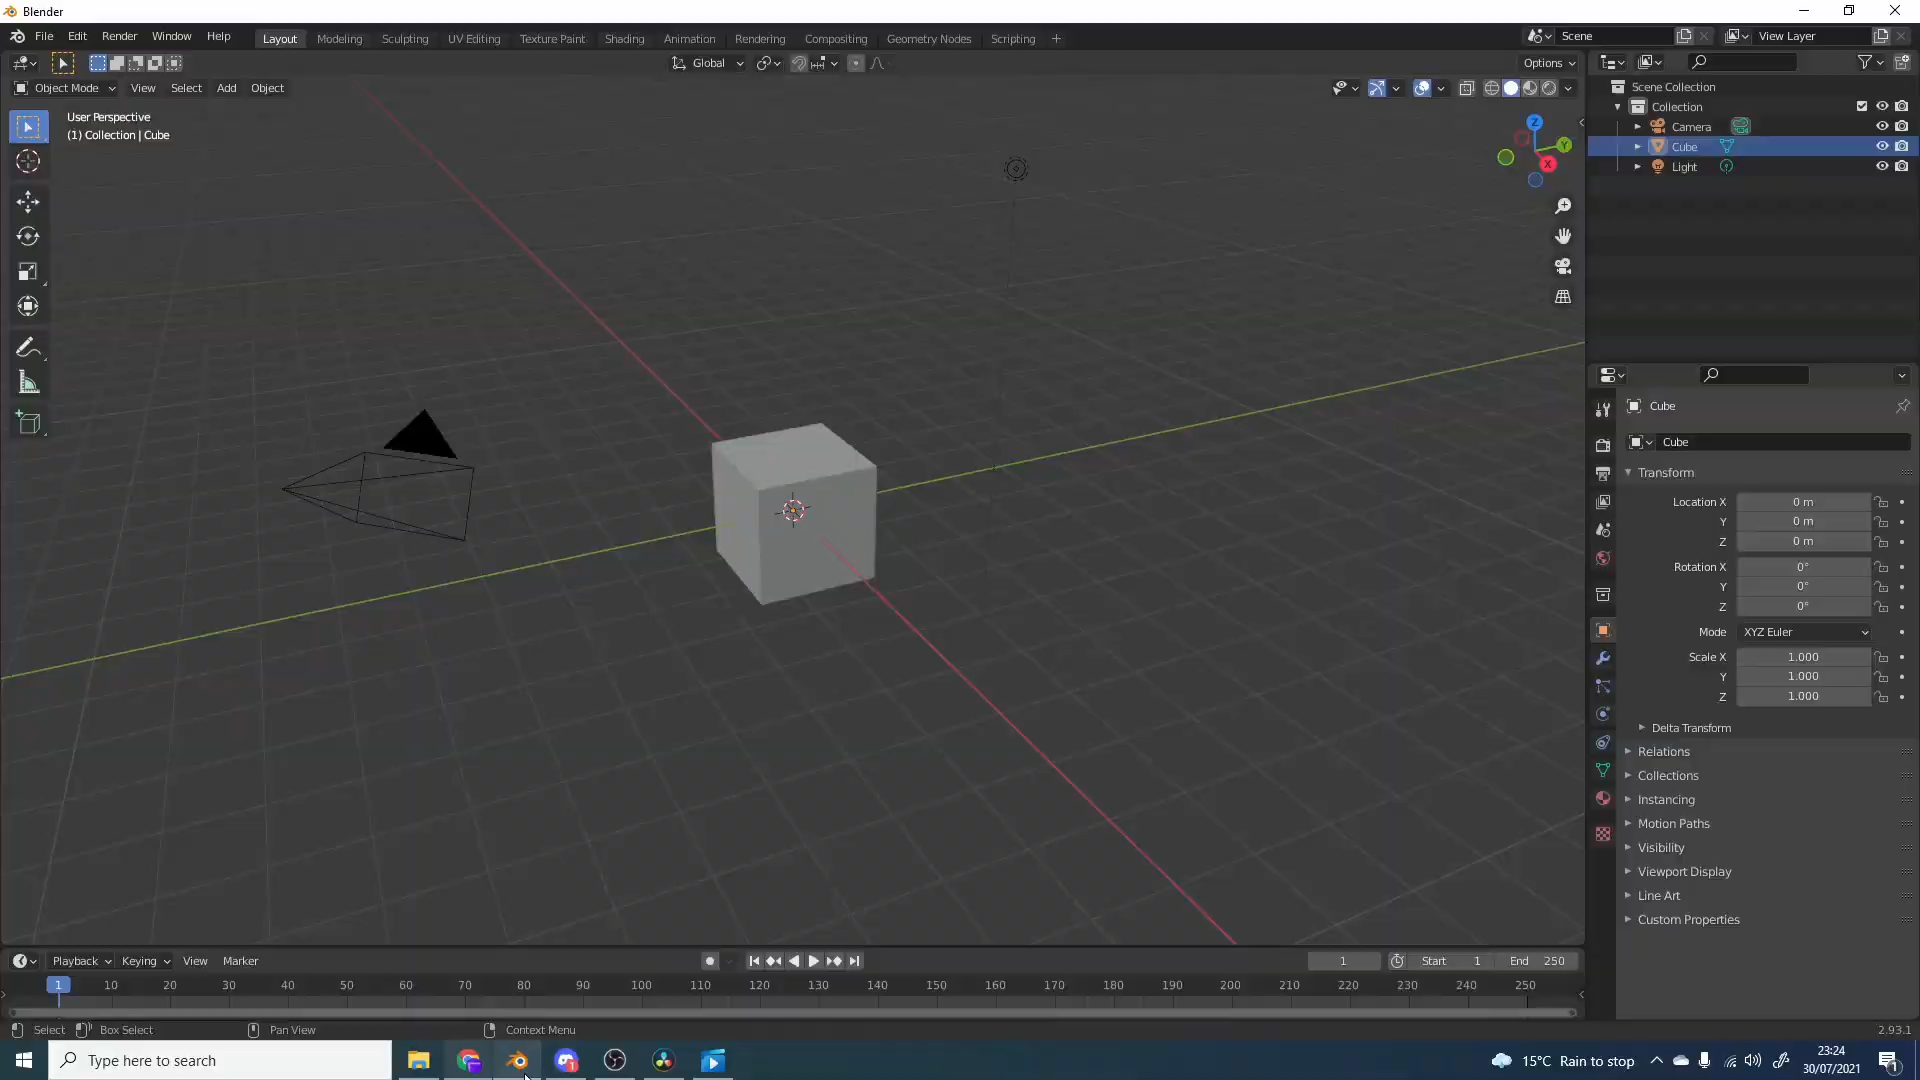 Blender
File Edit Render Window Help Layout Modeling Sculpting UV Editing Texture Paint Shading Animation Rendering Compositing Geometry Nodes Scripting + Scene View Layer
Global Options
Object Mode View Select Add Object
User Perspective
(1) Collection | Cube
Z
Y
X
Scene Collection
Collection
Camera
Cube
Light
Cube
Cube
Transform
Location X 0 m
Y 0 m
Z 0 m
Rotation X 0°
Y 0°
Z 0°
Mode XYZ Euler
Scale X 1.000
Y 1.000
Z 1.000
Delta Transform
Relations
Collections
Instancing
Motion Paths
Visibility
Viewport Display
Line Art
Custom Properties
Playback Keying View Marker 1 Start 1 End 250
1 10 20 30 40 50 60 70 80 90 100 110 120 130 140 150 160 170 180 190 200 210 220 230 240 250
Select Box Select Pan View Context Menu 2.93.1
Type here to search 15°C Rain to stop
23:24
30/07/2021
1
1